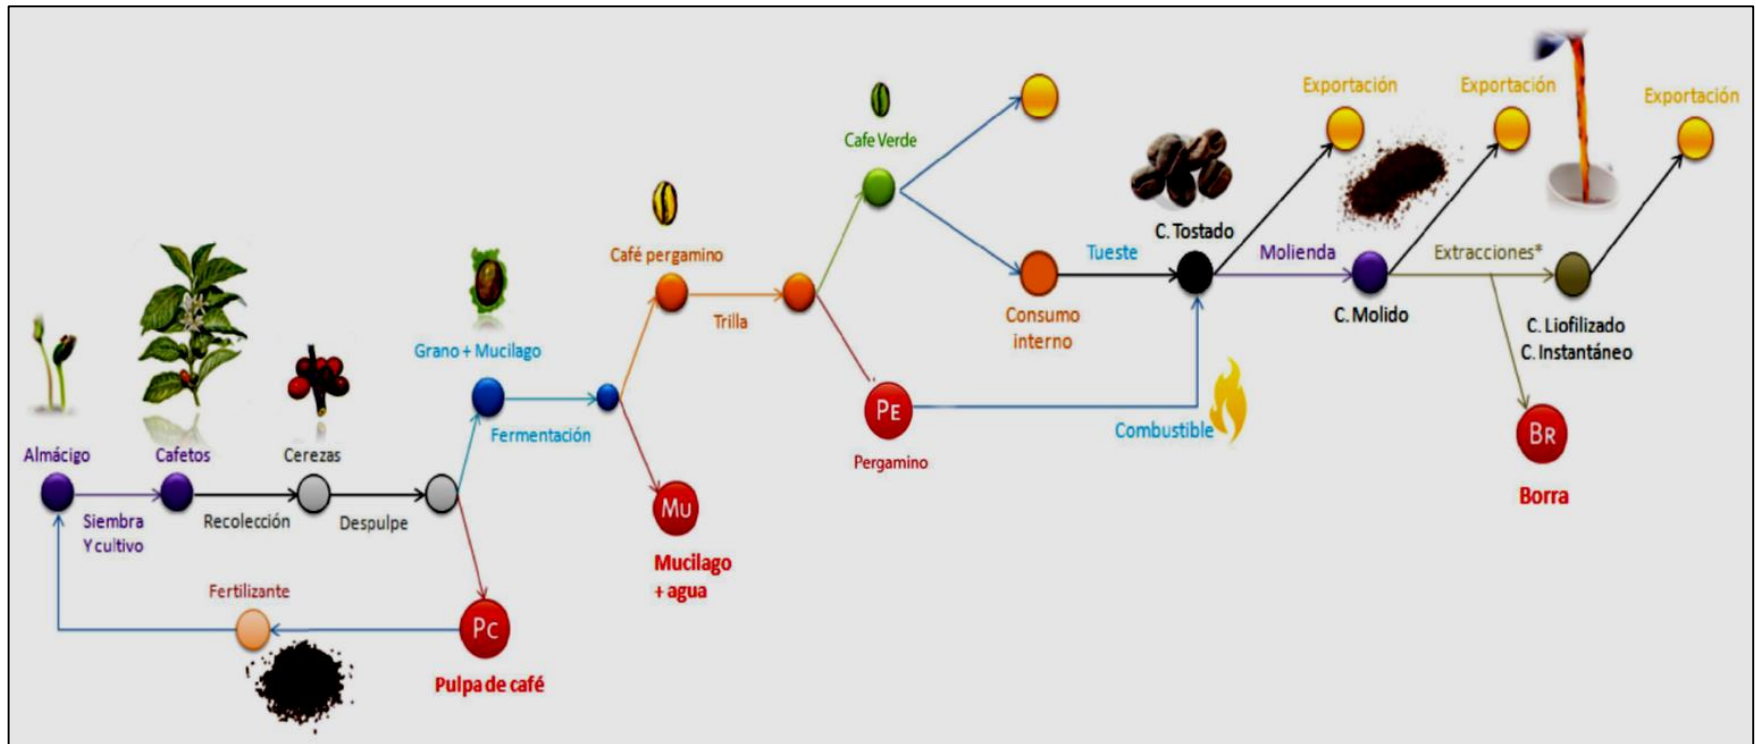 Exportación
Exportación
Exportación
Cafe Verde
C. Tostado
Café pergamino
Tueste
Molienda
Extracciones*
Trilla
Consumo
interno
C. Molido
C. Liofilizado
C. Instantáneo
Grano + Mucilago
Fermentación
PE
Pergamino
Combustible
BR
Borra
Almácigo
Cafetos
Cerezas
Siembra
Y cultivo
Recolección
Despulpe
MU
Mucilago
+ agua
Fertilizante
PC
Pulpa de café